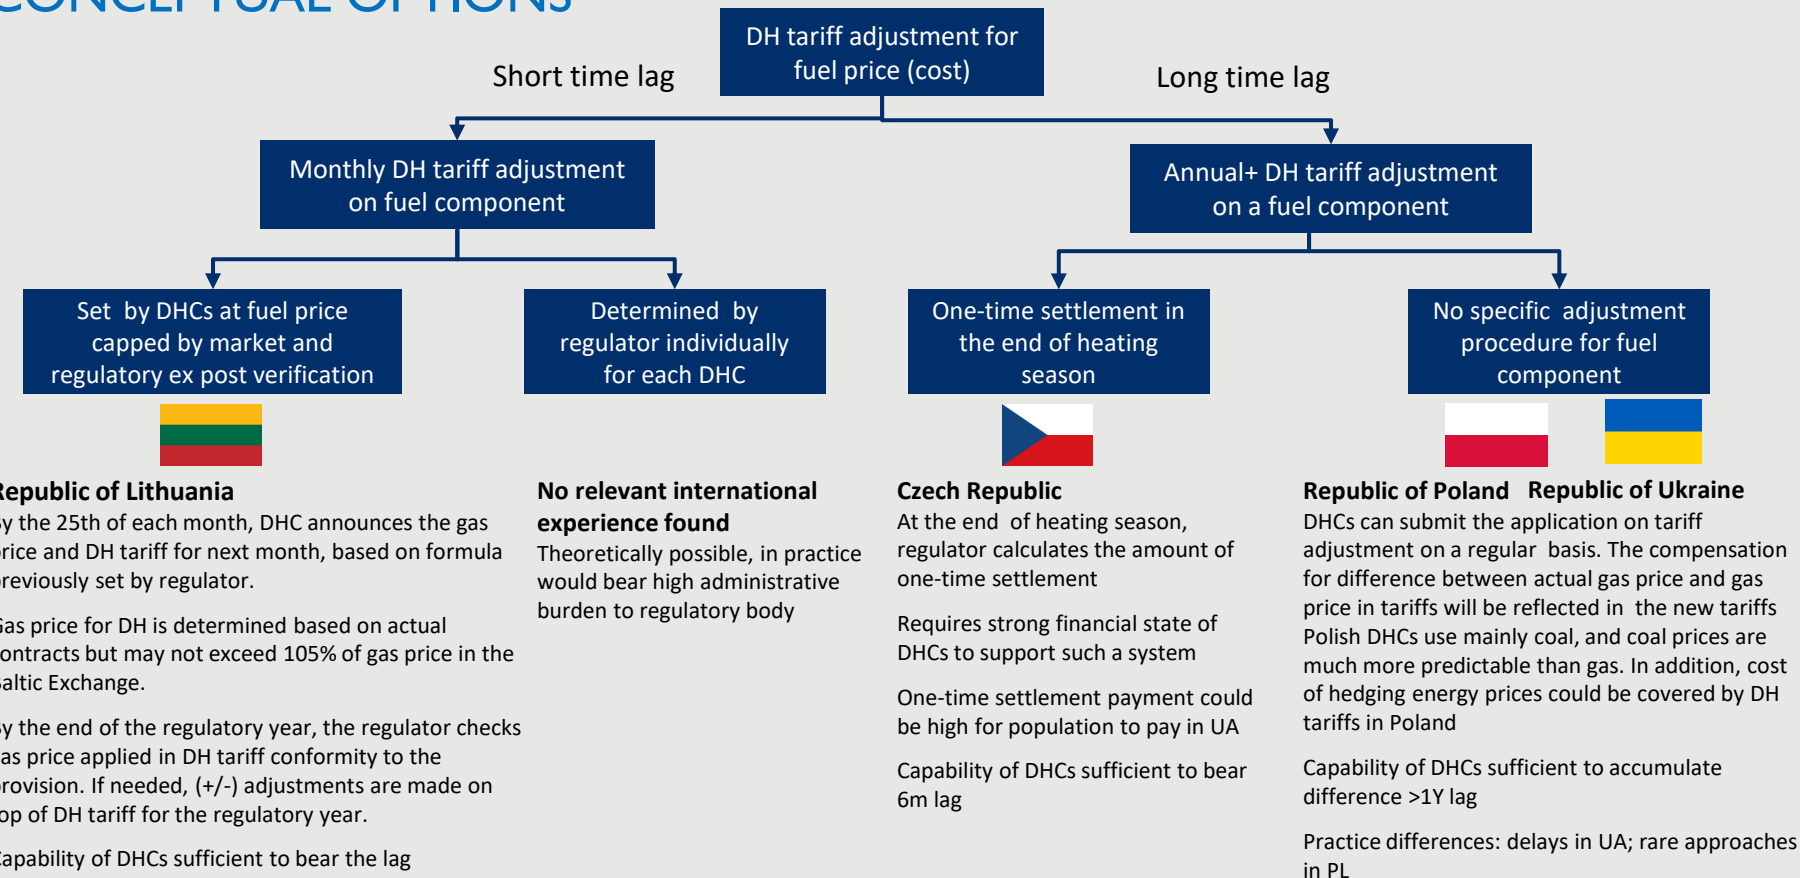 CONCEPTUAL OPTIONS
DH tariff adjustment for
fuel price (cost)
Short time lag
Long time lag
Monthly DH tariff adjustment
on fuel component
Annual+ DH tariff adjustment
on a fuel component
Set by DHCs at fuel price
capped by market and
regulatory ex post verification
Determined by
regulator individually
for each DHC
One-time settlement in
the end of heating
season
No specific adjustment
procedure for fuel
component
Republic of Lithuania
By the 25th of each month, DHC announces the gas
price and DH tariff for next month, based on formula
previously set by regulator.
Gas price for DH is determined based on actual
contracts but may not exceed 105% of gas price in the
Baltic Exchange.
By the end of the regulatory year, the regulator checks
gas price applied in DH tariff conformity to the
provision. If needed, (+/-) adjustments are made on
top of DH tariff for the regulatory year.
Capability of DHCs sufficient to bear the lag
No relevant international
experience found
Theoretically possible, in practice
would bear high administrative
burden to regulatory body
Czech Republic
At the end of heating season,
regulator calculates the amount of
one-time settlement
Requires strong financial state of
DHCs to support such a system
One-time settlement payment could
be high for population to pay in UA
Capability of DHCs sufficient to bear
6m lag
Republic of Poland Republic of Ukraine
DHCs can submit the application on tariff
adjustment on a regular basis. The compensation
for difference between actual gas price and gas
price in tariffs will be reflected in the new tariffs
Polish DHCs use mainly coal, and coal prices are
much more predictable than gas. In addition, cost
of hedging energy prices could be covered by DH
tariffs in Poland
Capability of DHCs sufficient to accumulate
difference >1Y lag
Practice differences: delays in UA; rare approaches
in PL